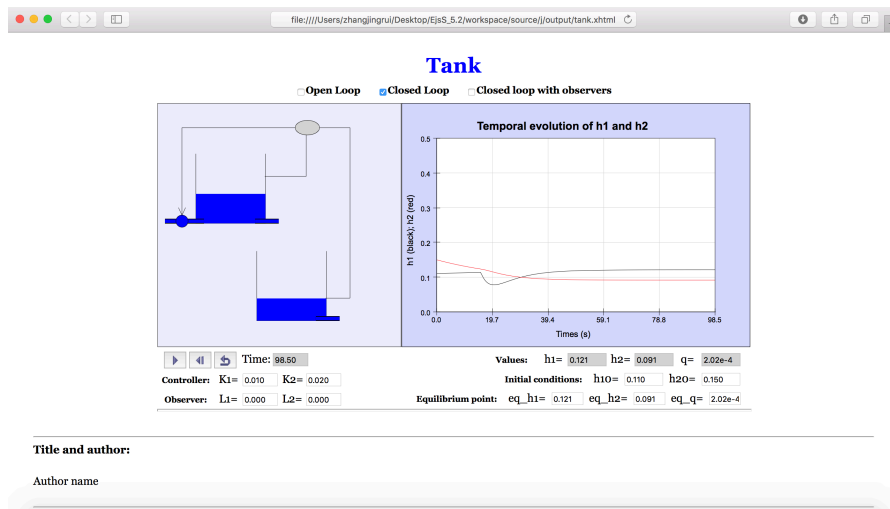 file:////Users/zhangjingrui/Desktop/EjsS_5.2/workspace/source/j/output/tank.xhtml
Tank
Open Loop Closed Loop Closed loop with observers
Temporal evolution of h1 and h2
0.5
0.4
0.3
0.2
0.1
0.0
h1 (black); h2 (red)
0.0 19.7 39.4 59.1 78.8 98.5
Times (s)
Time: 98.50 Values: h1= 0.121 h2= 0.091 q= 2.02e-4
Controller: K1= 0.010 K2= 0.020 Initial conditions: h10= 0.110 h20= 0.150
Observer: L1= 0.000 L2= 0.000 Equilibrium point: eq_h1= 0.121 eq_h2= 0.091 eq_q= 2.02e-4
Title and author:
Author name